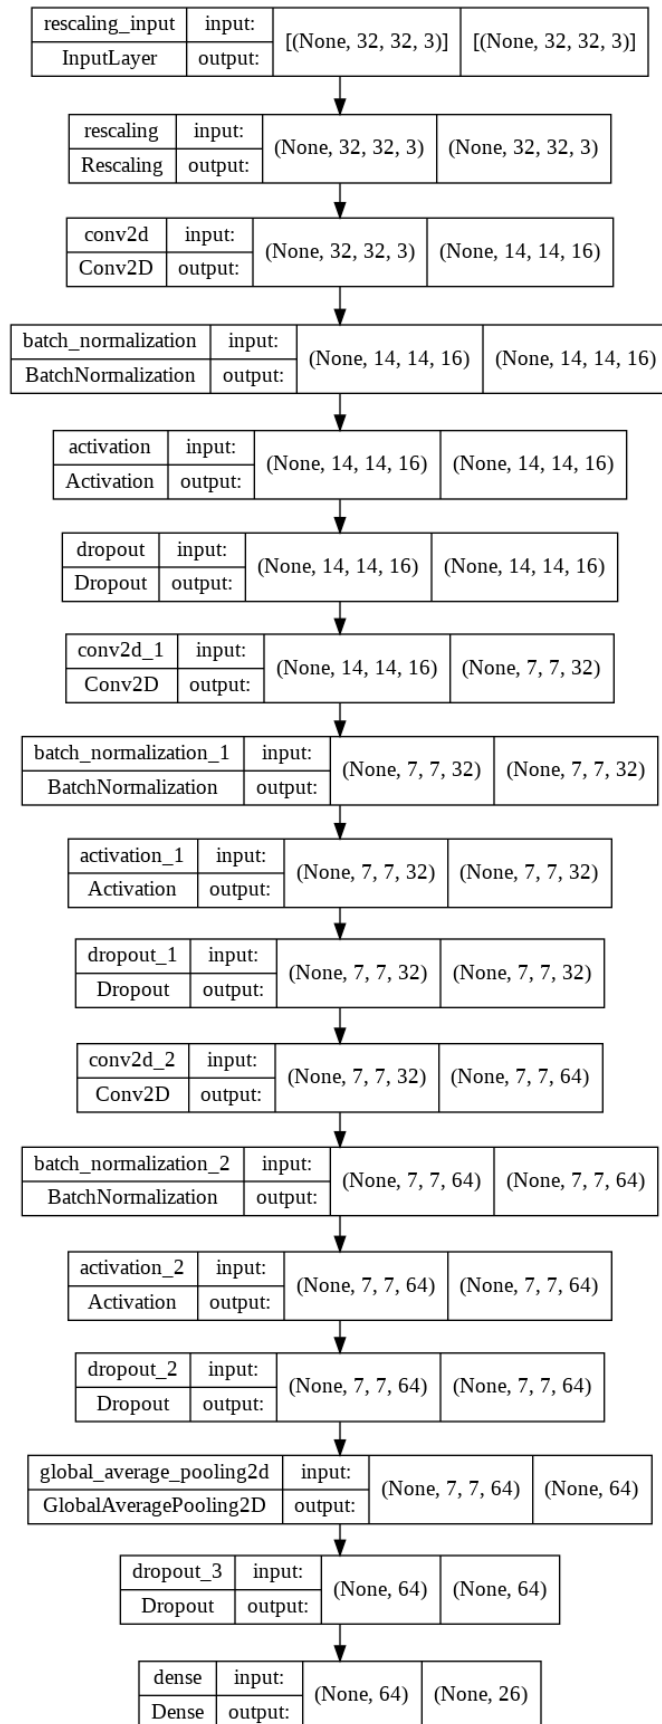 rescaling_input input: [(None, 32, 32, 3)] [(None, 32, 32, 3)]
InputLayer output:
rescaling input: (None, 32, 32, 3) (None, 32, 32, 3)
Rescaling output:
conv2d input: (None, 32, 32, 3) (None, 14, 14, 16)
Conv2D output:
batch_normalization input: (None, 14, 14, 16) (None, 14, 14, 16)
BatchNormalization output:
activation input: (None, 14, 14, 16) (None, 14, 14, 16)
Activation output:
dropout input: (None, 14, 14, 16) (None, 14, 14, 16)
Dropout output:
conv2d_1 input: (None, 14, 14, 16) (None, 7, 7, 32)
Conv2D output:
batch_normalization_1 input: (None, 7, 7, 32) (None, 7, 7, 32)
BatchNormalization output:
activation_1 input: (None, 7, 7, 32) (None, 7, 7, 32)
Activation output:
dropout_1 input: (None, 7, 7, 32) (None, 7, 7, 32)
Dropout output:
conv2d_2 input: (None, 7, 7, 32) (None, 7, 7, 64)
Conv2D output:
batch_normalization_2 input: (None, 7, 7, 64) (None, 7, 7, 64)
BatchNormalization output:
activation_2 input: (None, 7, 7, 64) (None, 7, 7, 64)
Activation output:
dropout_2 input: (None, 7, 7, 64) (None, 7, 7, 64)
Dropout output:
global_average_pooling2d input: (None, 7, 7, 64) (None, 64)
GlobalAveragePooling2D output:
dropout_3 input: (None, 64) (None, 64)
Dropout output:
dense input: (None, 64) (None, 26)
Dense output: